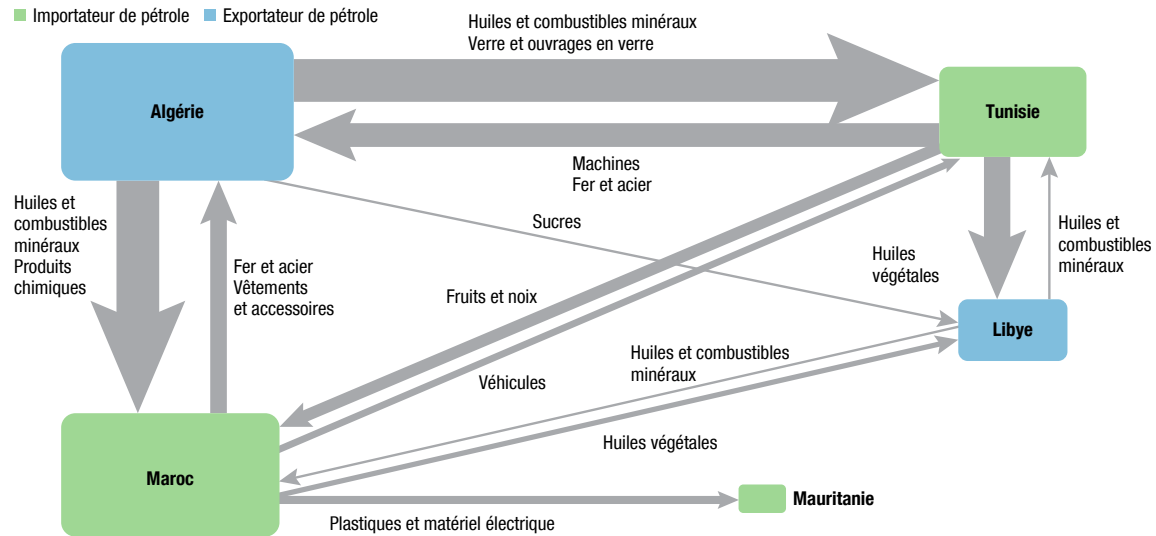 Importateur de pétrole
Exportateur de pétrole
Huiles et combustibles minéraux
Verre et ouvrages en verre
Algérie
Tunisie
Machines
Fer et acier
Sucres
Huiles et
combustibles
minéraux
Produits
chimiques
Fer et acier
Vêtements
et accessoires
Fruits et noix
Huiles
végétales
Huiles et
combustibles
minéraux
Libye
Huiles et combustibles
minéraux
Véhicules
Huiles végétales
Maroc
Mauritanie
Plastiques et matériel électrique